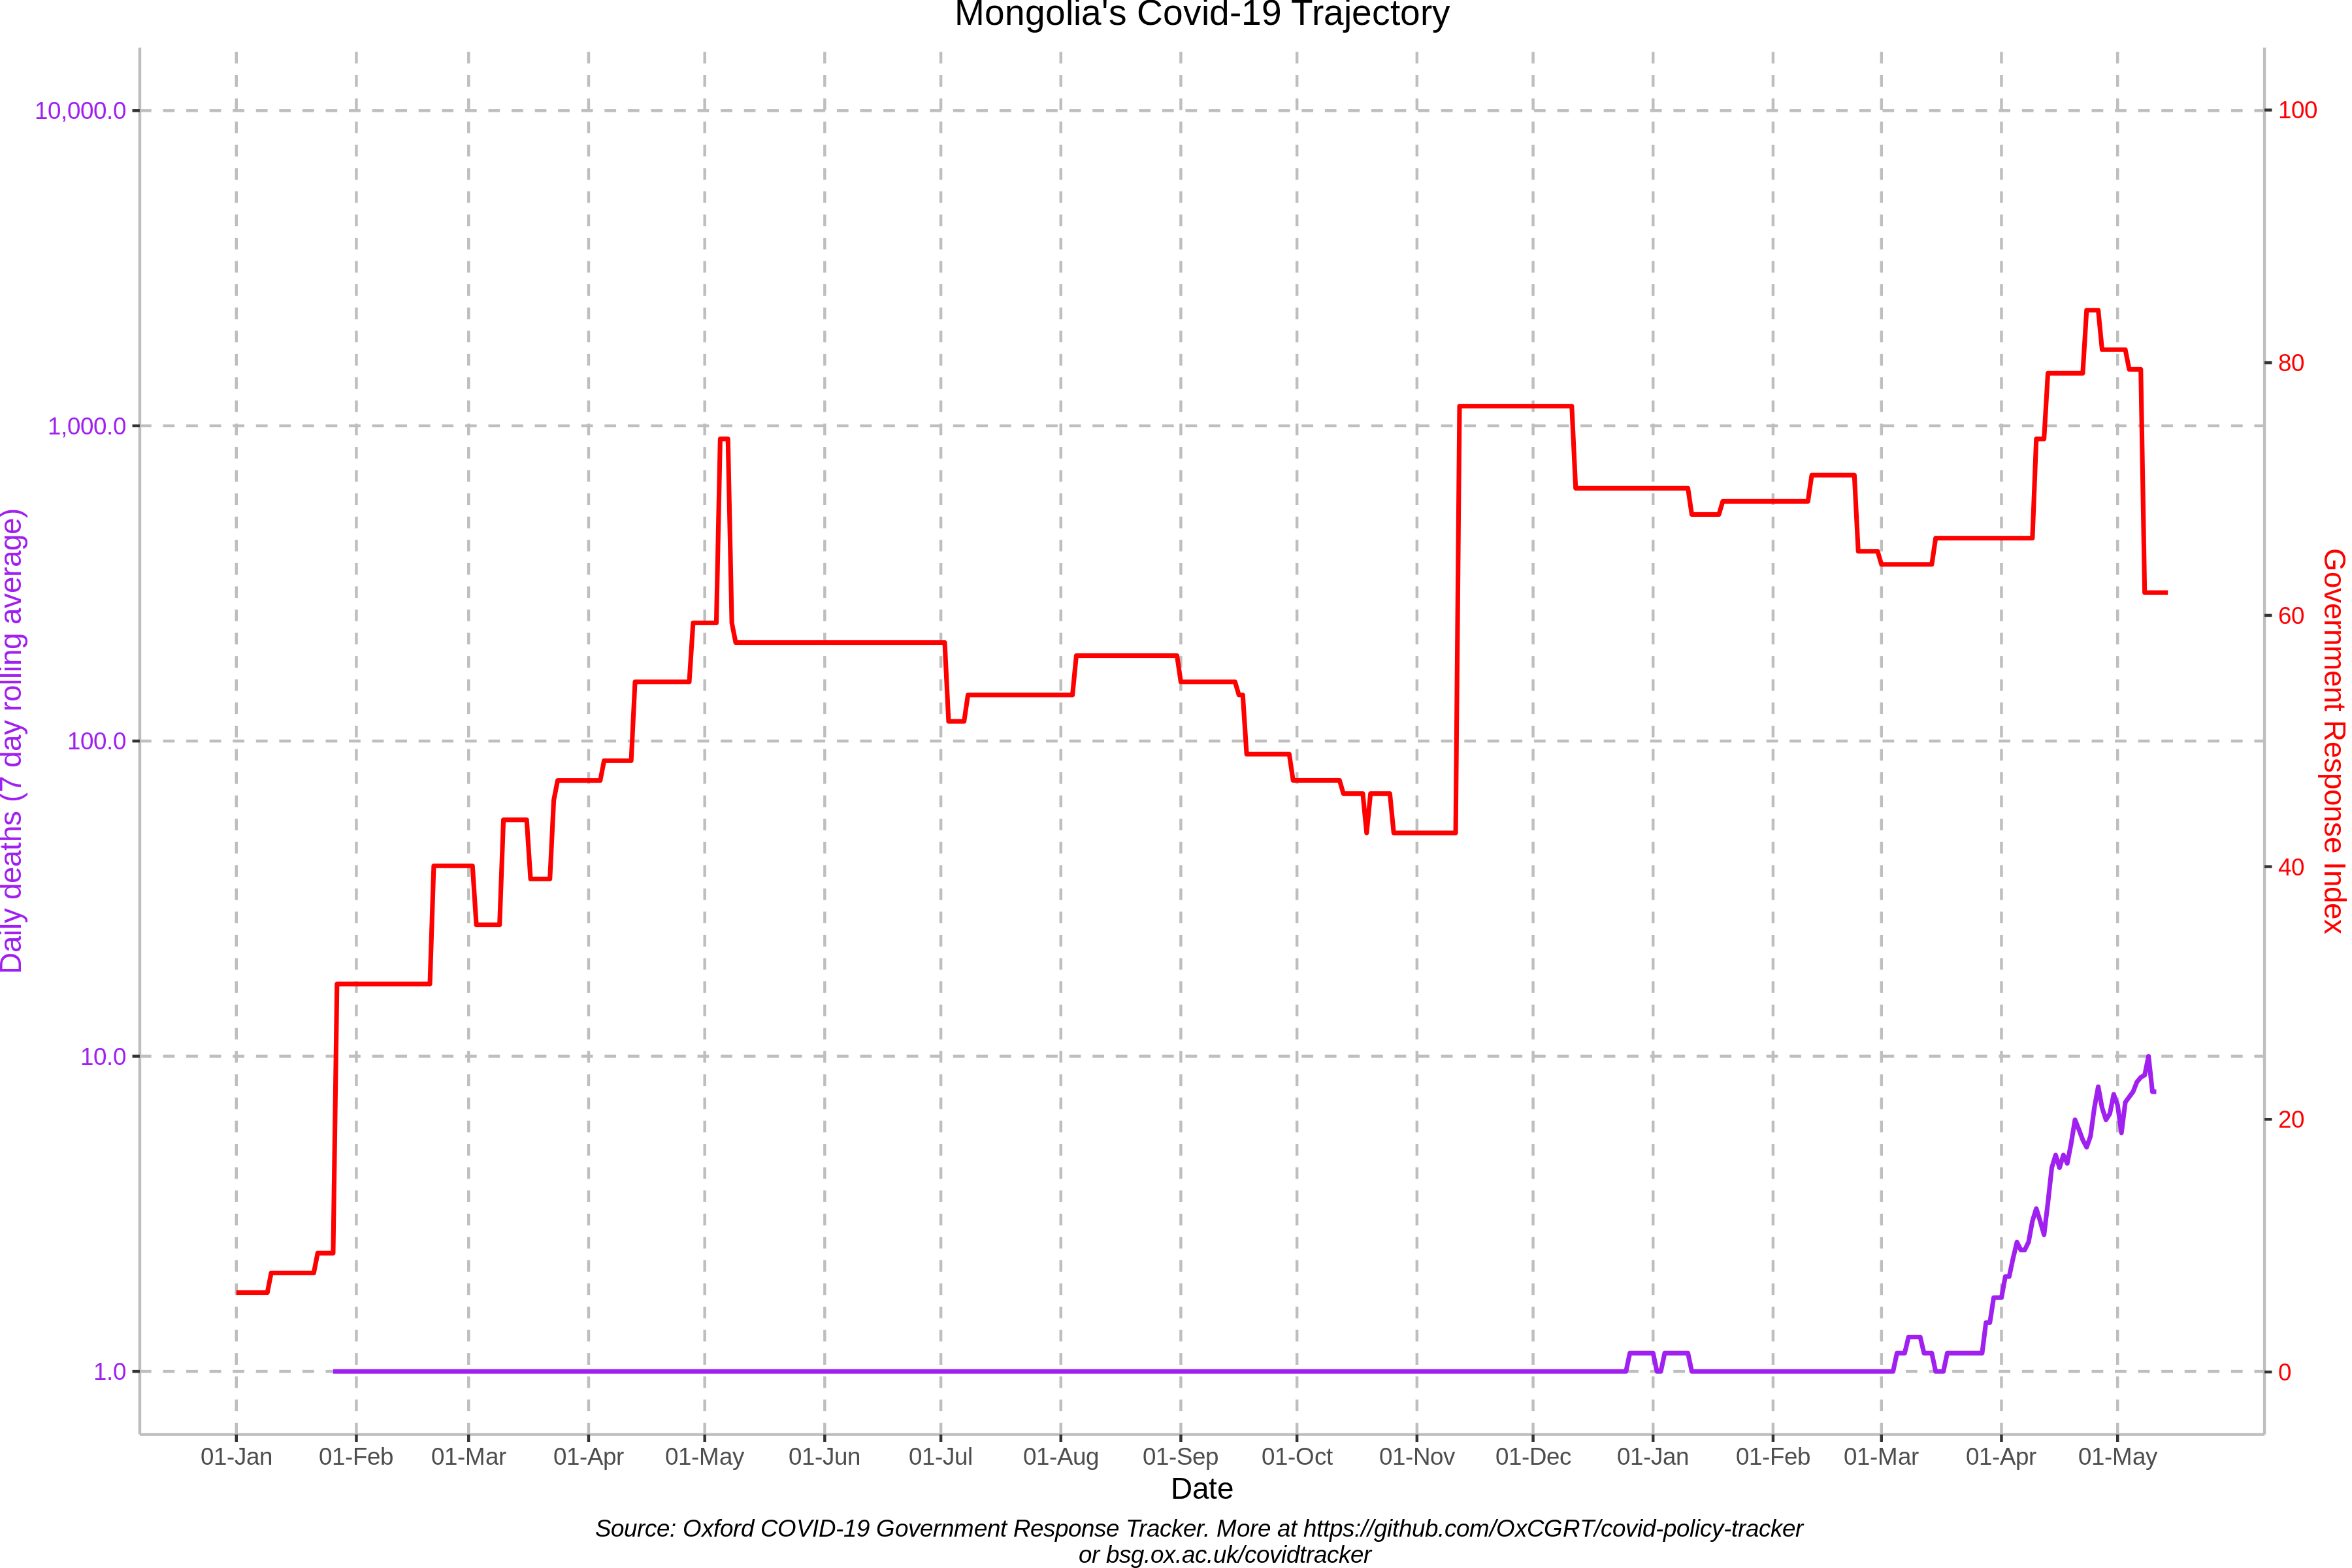 Mongolia's Covid-19 Trajectory
10,000.0
1,000.0
100.0
10.0
1.0
Daily deaths (7 day rolling average)
100
80
60
40
20
0
Government Response Index
01-Jan 01-Feb 01-Mar 01-Apr 01-May 01-Jun 01-Jul 01-Aug 01-Sep 01-Oct 01-Nov 01-Dec 01-Jan 01-Feb 01-Mar 01-Apr 01-May
Date
Source: Oxford COVID-19 Government Response Tracker. More at https://github.com/OxCGRT/covid-policy-tracker
or bsg.ox.ac.uk/covidtracker